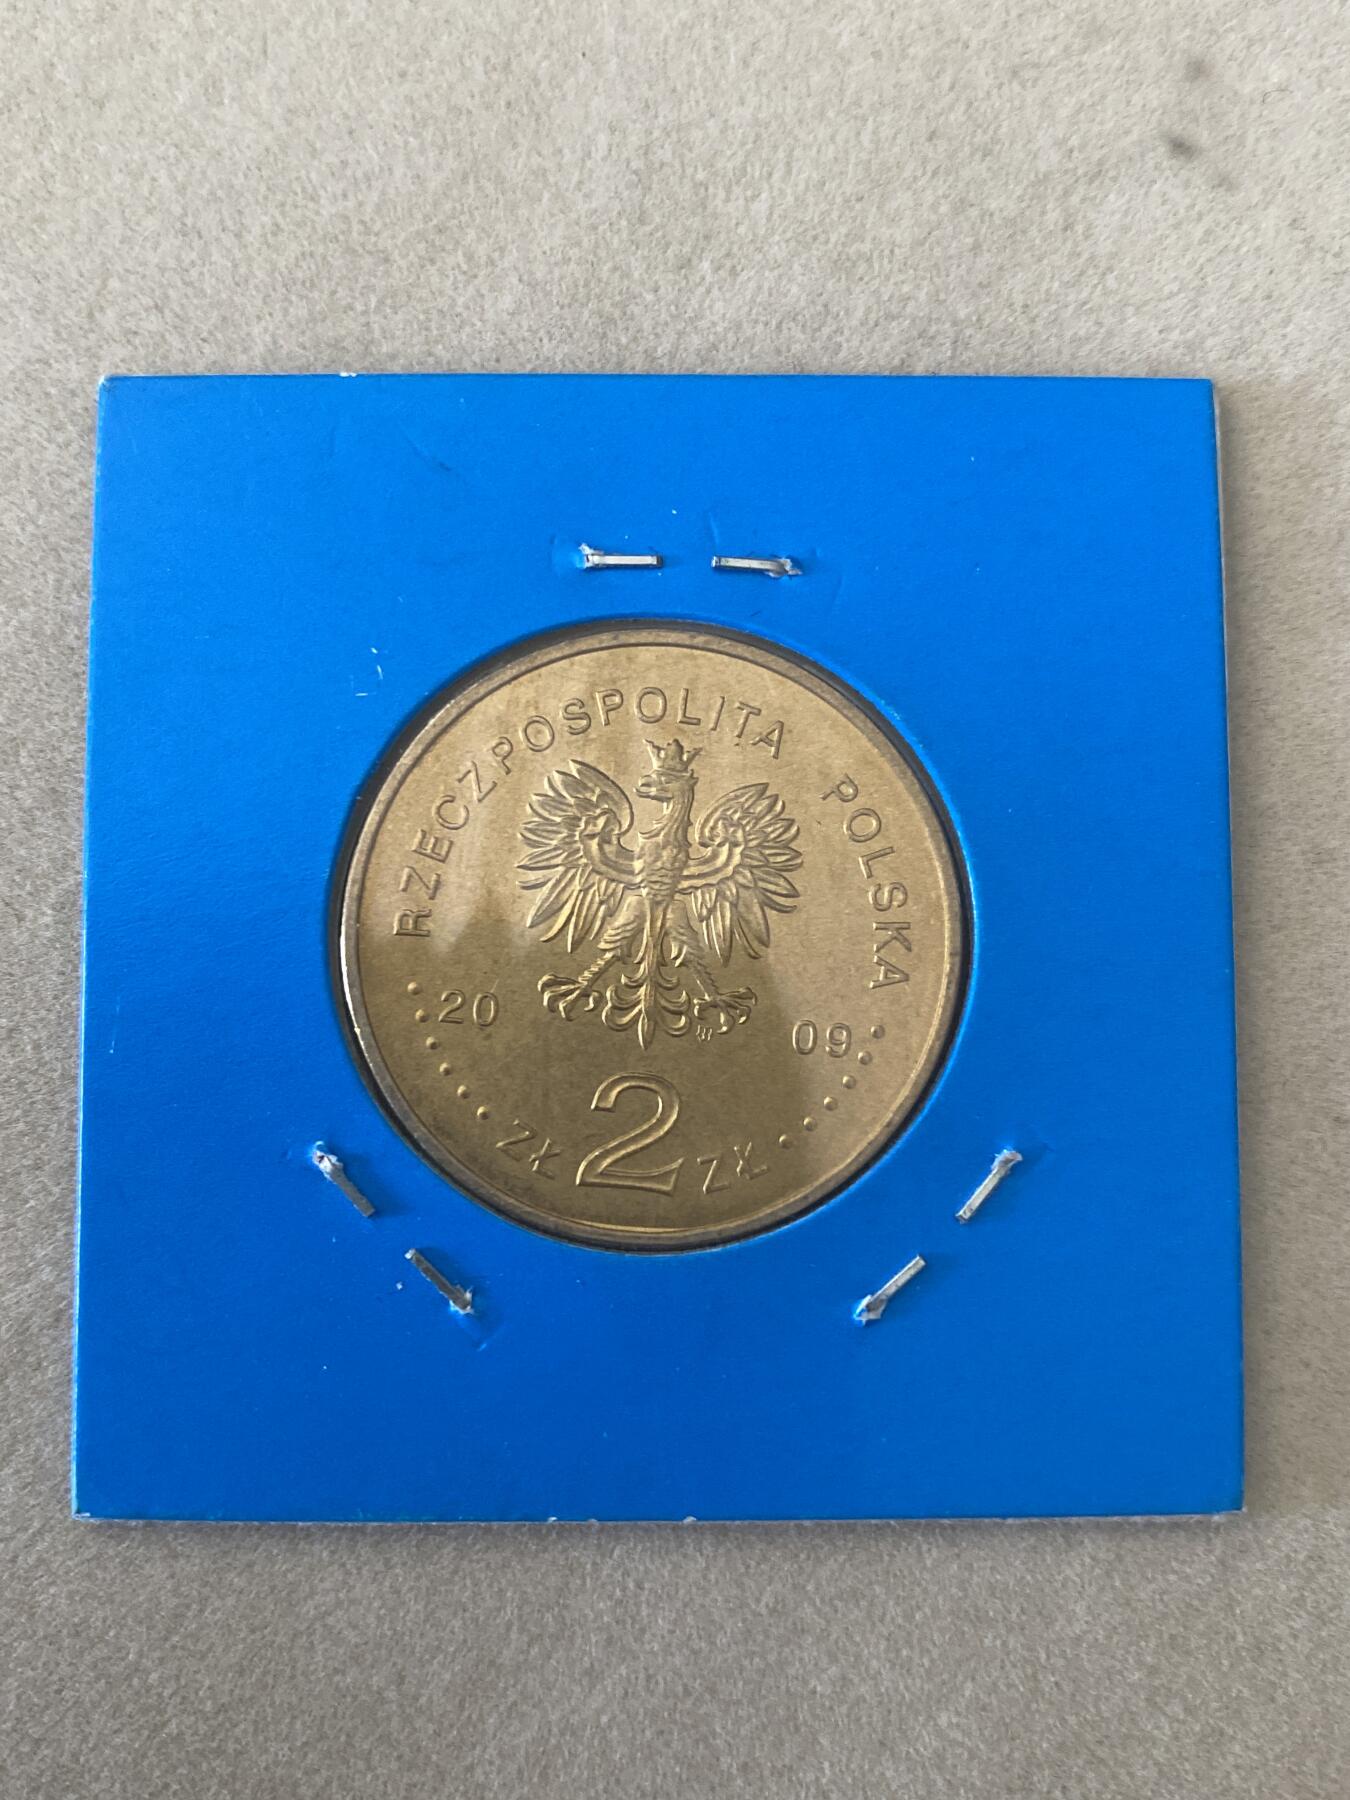 RZECZPOSPOLITA POLSKA
20 09
ZŁ 2 ZŁ